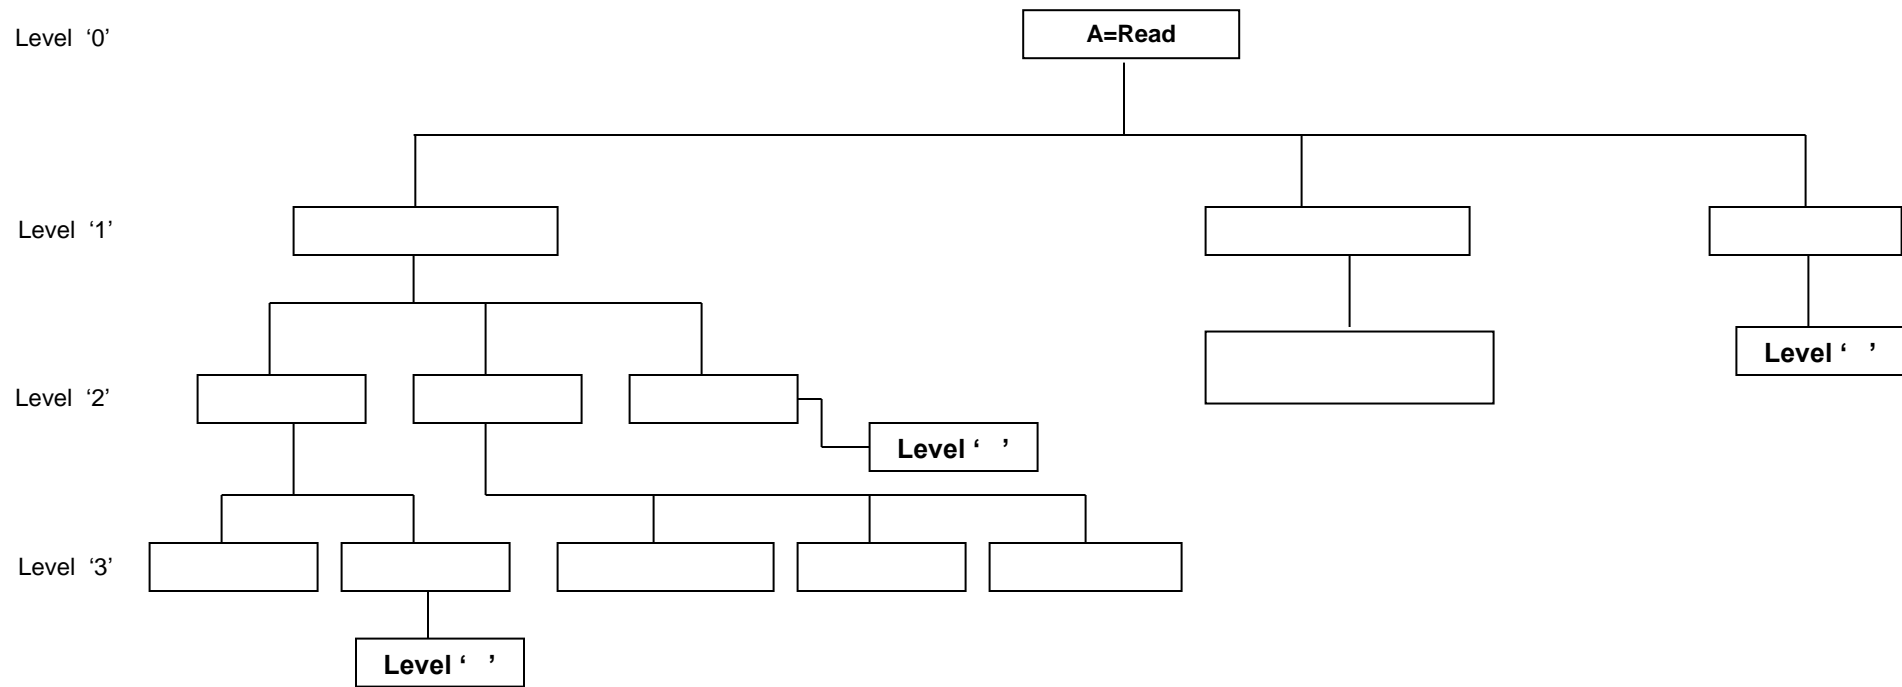 Level ‘0’
A=Read
Level ‘1’
Level ‘ ’
Level ‘2’
Level ‘ ’
Level ‘3’
Level ‘ ’